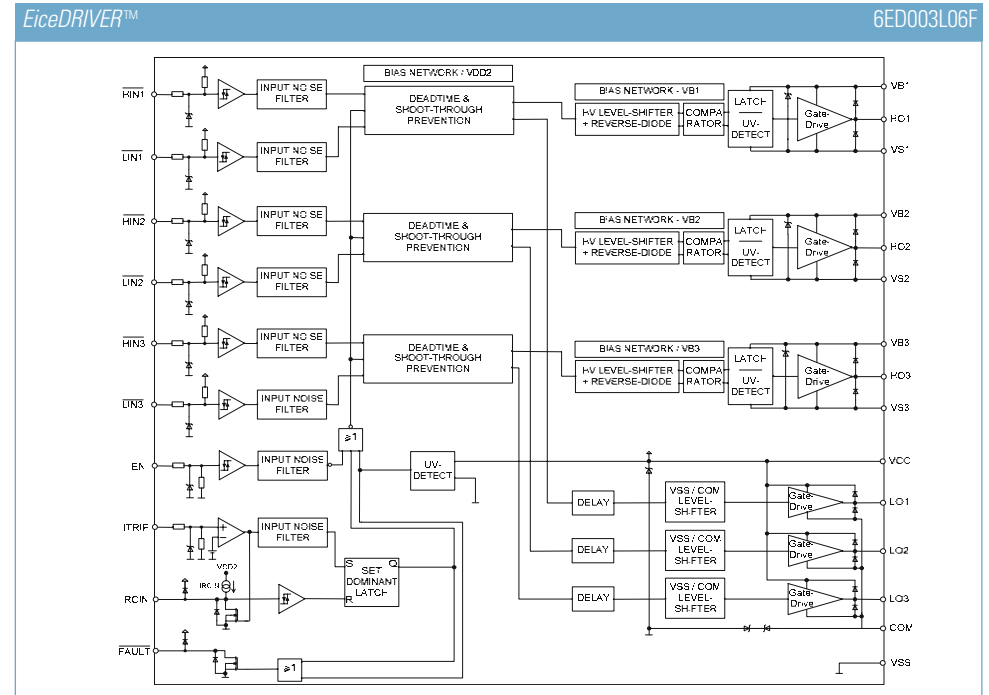 EiceDRIVER™ 6ED003L06F
BIAS NETWORK / VDD2
HIN1
INPUT NOISE
FILTER
DEADTIME &
SHOOT-THROUGH
PREVENTION
BIAS NETWORK - VB1
HV LEVEL-SHIFTER
+ REVERSE-DIODE
COMPA
RATOR
LATCH
UV-
DETECT
Gate-
Drive
VB1
HO1
VS1
LIN1
INPUT NOISE
FILTER
HIN2
INPUT NOISE
FILTER
DEADTIME &
SHOOT-THROUGH
PREVENTION
BIAS NETWORK - VB2
HV LEVEL-SHIFTER
+ REVERSE-DIODE
COMPA
RATOR
LATCH
UV-
DETECT
Gate-
Drive
VB2
HO2
VS2
LIN2
INPUT NOISE
FILTER
HIN3
INPUT NOISE
FILTER
DEADTIME &
SHOOT-THROUGH
PREVENTION
BIAS NETWORK / VB3
HV LEVEL-SHIFTER
+ REVERSE-DIODE
COMPA
RATOR
LATCH
UV-
DETECT
Gate-
Drive
VB3
HO3
VS3
LIN3
INPUT NOISE
FILTER
≥1
EN
INPUT NOISE
FILTER
UV-
DETECT
VCC
DELAY
VSS / COM
LEVEL-
SHIFTER
Gate-
Drive
LO1
ITRIP
+
−
INPUT NOISE
FILTER
DELAY
VSS / COM
LEVEL-
SHIFTER
Gate-
Drive
LO2
VDD2
IRCIN
S Q
SET
DOMINANT
LATCH
R
RCIN
DELAY
VSS / COM
LEVEL-
SHIFTER
Gate-
Drive
LO3
COM
FAULT
≥1
VSS